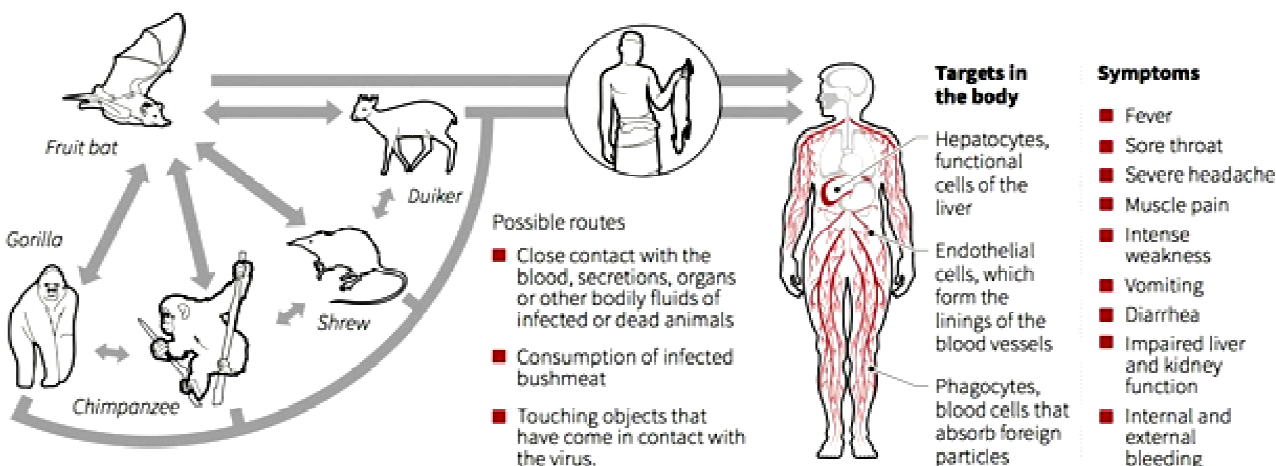 Fruit bat
Duiker
Gorilla
Shrew
Chimpanzee
Possible routes
Close contact with the
blood, secretions, organs
or other bodily fluids of
infected or dead animals
Consumption of infected
bushmeat
Touching objects that
have come in contact with
the virus.
Targets in
the body
Hepatocytes,
functional
cells of the
liver
Endothelial
cells, which
form the
linings of the
blood vessels
Phagocytes,
blood cells that
absorb foreign
particles
Symptoms
Fever
Sore throat
Severe headache
Muscle pain
Intense
weakness
Vomiting
Diarrhea
Impaired liver
and kidney
function
Internal and
external
bleeding